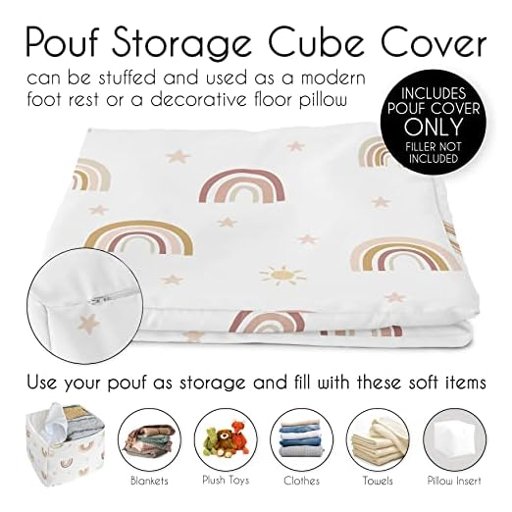 Pouf Storage Cube Cover
can be stuffed and used as a modern
foot rest or a decorative floor pillow
INCLUDES
POUF COVER
ONLY
FILLER NOT
INCLUDED
Use your pouf as storage and fill with these soft items
Blankets
Plush Toys
Clothes
Towels
Pillow Insert